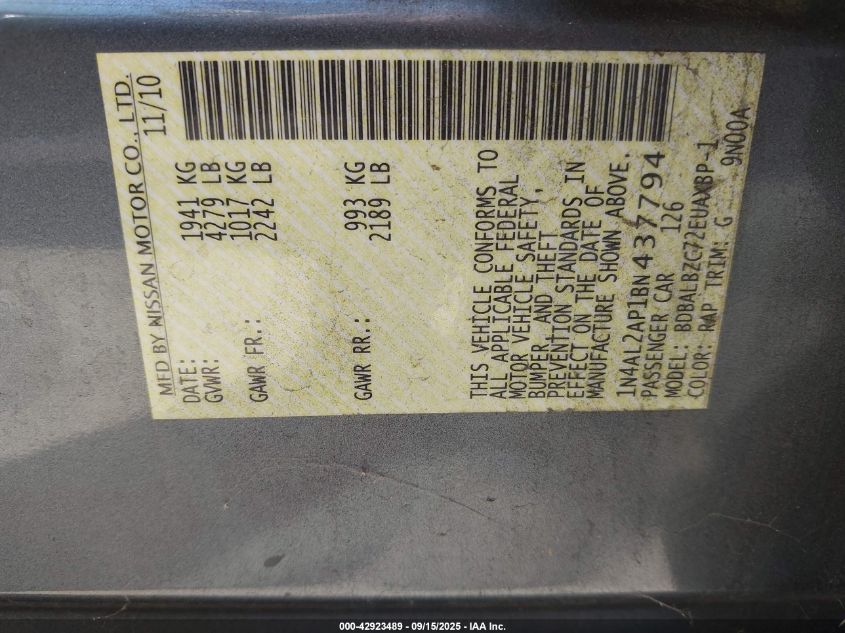 MFD BY NISSAN MOTOR CO., LTD.
DATE: 11/10
GVWR: 1941 KG
4279 LB
GAWR FR.: 1017 KG
2242 LB
GAWR RR.: 993 KG
2189 LB
THIS VEHICLE CONFORMS TO
ALL APPLICABLE FEDERAL
MOTOR VEHICLE SAFETY,
BUMPER AND THEFT
PREVENTION STANDARDS IN
EFFECT ON THE DATE OF
MANUFACTURE SHOWN ABOVE.
1N4AL2AP1BN437794
PASSENGER CAR 126
MODEL: BDBALBZC72EUAXBP-1
COLOR: RAP TRIM: G 9N00A
000-42923489 - 09/15/2025 - IAA Inc.